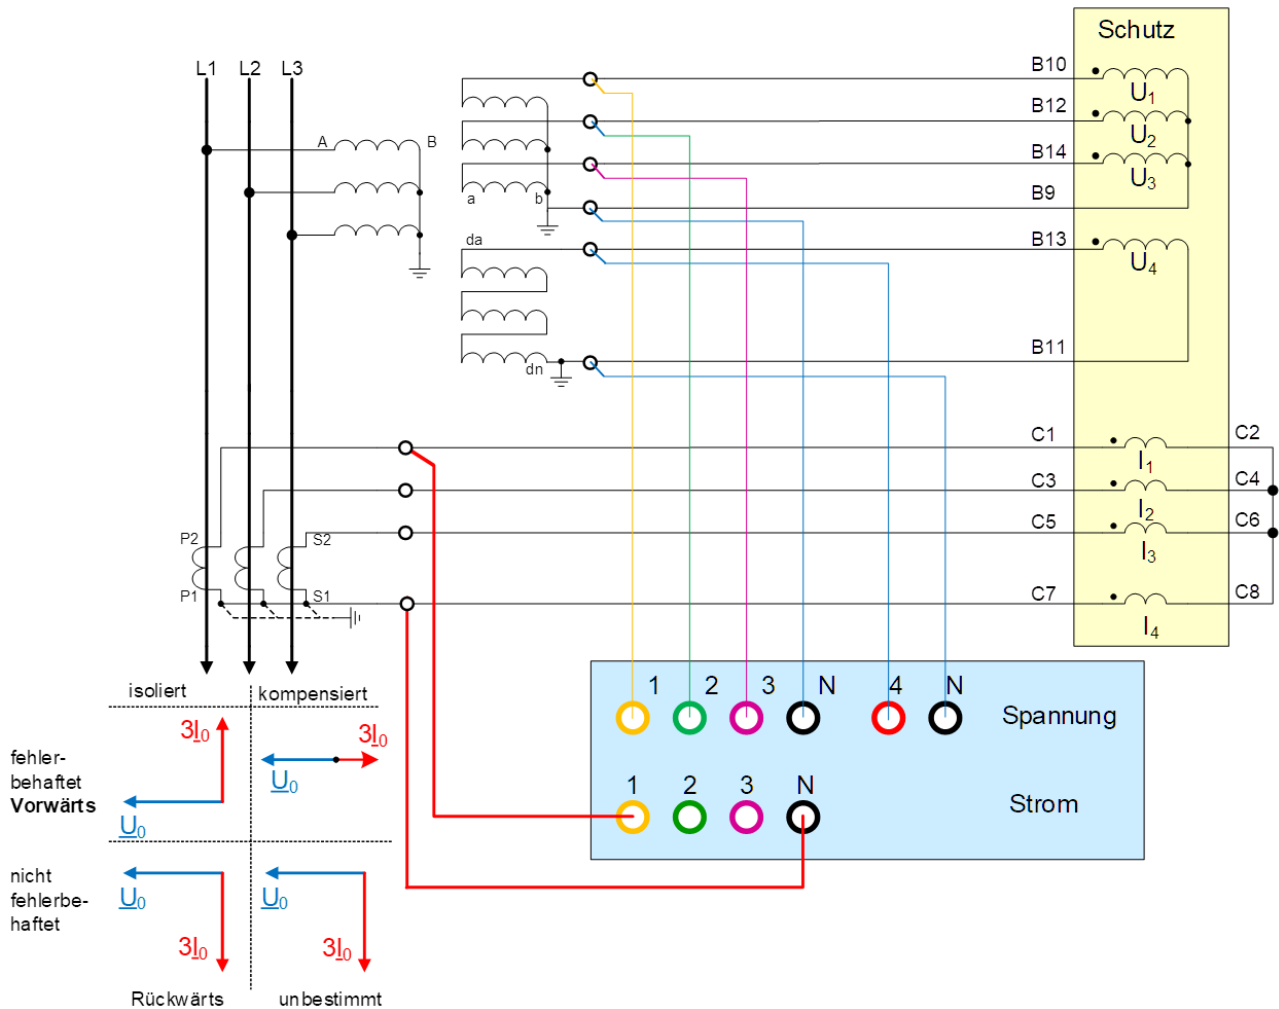 Schutz
L1 L2 L3
B10
U1
B12
A B
U2
B14
U3
a b
B9
da
B13
U4
B11
dn
C1 C2
I1
C3 C4
I2
C5 C6
P2 S2
I3
P1 S1
C7 C8
I4
isoliert kompensiert
1 2 3 N 4 N
Spannung
3I0 3I0
fehler-
behaftet
Vorwärts
U0 U0
1 2 3 N
Strom
nicht
fehlerbe-
haftet
U0 U0
3I0 3I0
Rückwärts unbestimmt